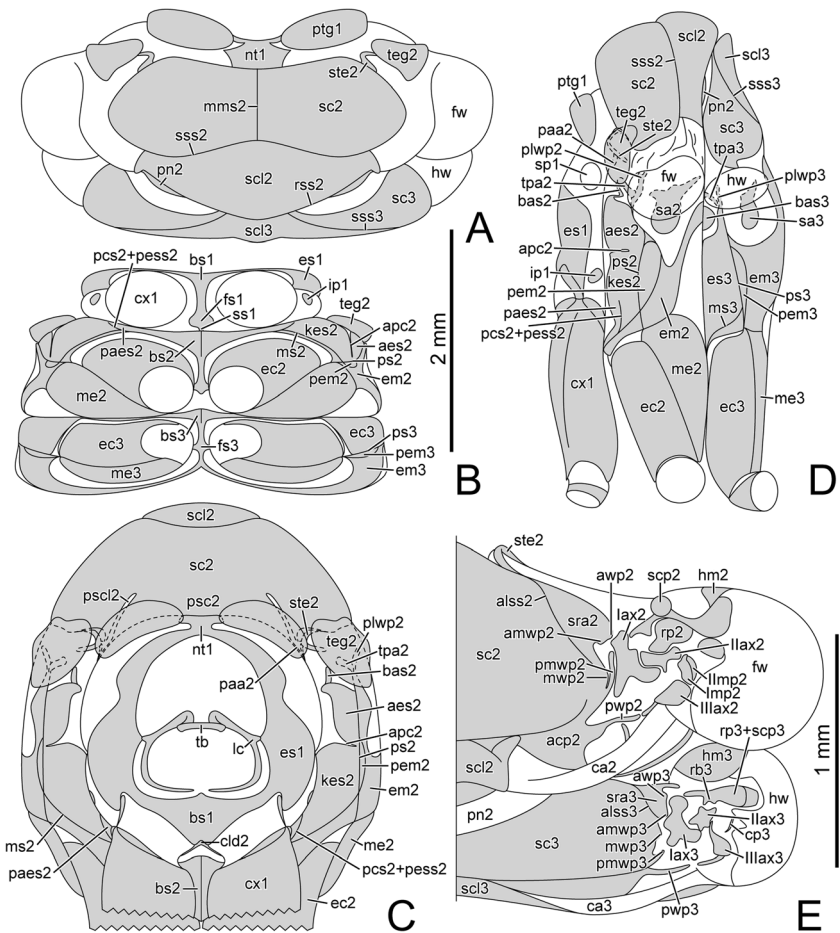 ptg1
nt1
teg2
ste2
mms2
sc2
fw
sss2
pn2
scl2
rss2
hw
sc3
sss3
scl3
A
pcs2+pess2
bs1
es1
cx1
ip1
fs1
ss1
teg2
kes2
apc2
aes2
ps2
em2
paes2
bs2
ms2
ec2
pem2
me2
bs3
fs3
ec3
ec3
ps3
pem3
em3
me3
B
2 mm
scl2
sc2
pscl2
psc2
ste2
plwp2
teg2
tpa2
bas2
nt1
paa2
aes2
tb
lc
es1
apc2
ps2
pem2
kes2
em2
bs1
cld2
ms2
paes2
me2
pcs2+pess2
bs2
cx1
ec2
C
scl2
sss2
sc2
scl3
sss3
ptg1
pn2
teg2
ste2
sc3
paa2
tpa3
plwp2
sp1
fw
hw
plwp3
tpa2
bas2
sa2
bas3
sa3
es1
aes2
apc2
ps2
ip1
kes2
es3
em3
pem2
ps3
paes2
ms3
pem3
pcs2+pess2
em2
me2
cx1
ec2
ec3
me3
D
ste2
awp2
scp2
hm2
alss2
Iax2
sra2
amwp2
rp2
IIax2
sc2
pmwp2
mwp2
IImp2
Imp2
IIIax2
fw
pwp2
rp3+scp3
acp2
scl2
ca2
hm3
awp3
rb3
pn2
sra3
hw
alss3
IIax3
amwp3
cp3
sc3
mwp3
pmwp3
Iax3
IIIax3
scl3
ca3
pwp3
E
1 mm